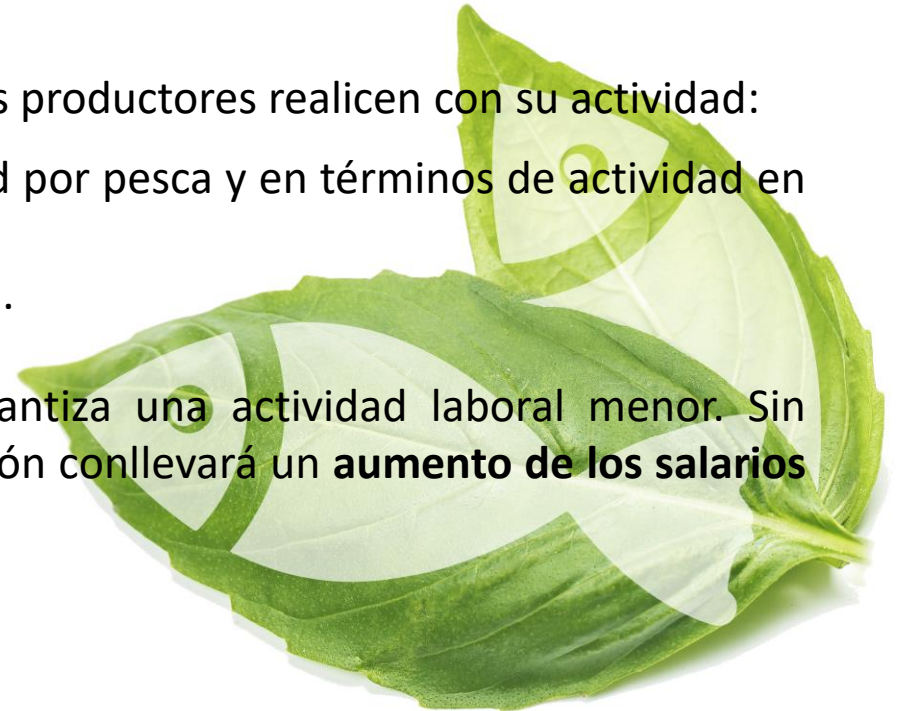 s productores realicen con su actividad:
d por pesca y en términos de actividad en
.
antiza una actividad laboral menor. Sin
ón conllevará un aumento de los salarios